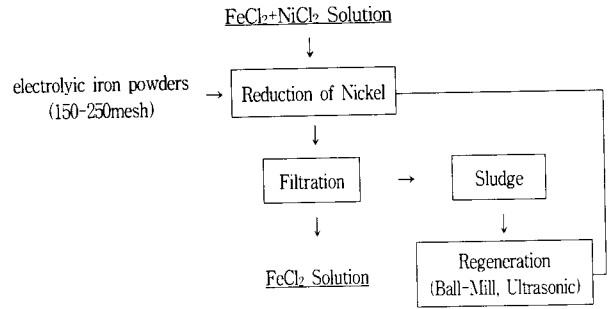 FeCl₂+NiCl₂ Solution
electrolyic iron powders
(150-250mesh)
Reduction of Nickel
Filtration
Sludge
FeCl₂ Solution
Regeneration
(Ball-Mill, Ultrasonic)